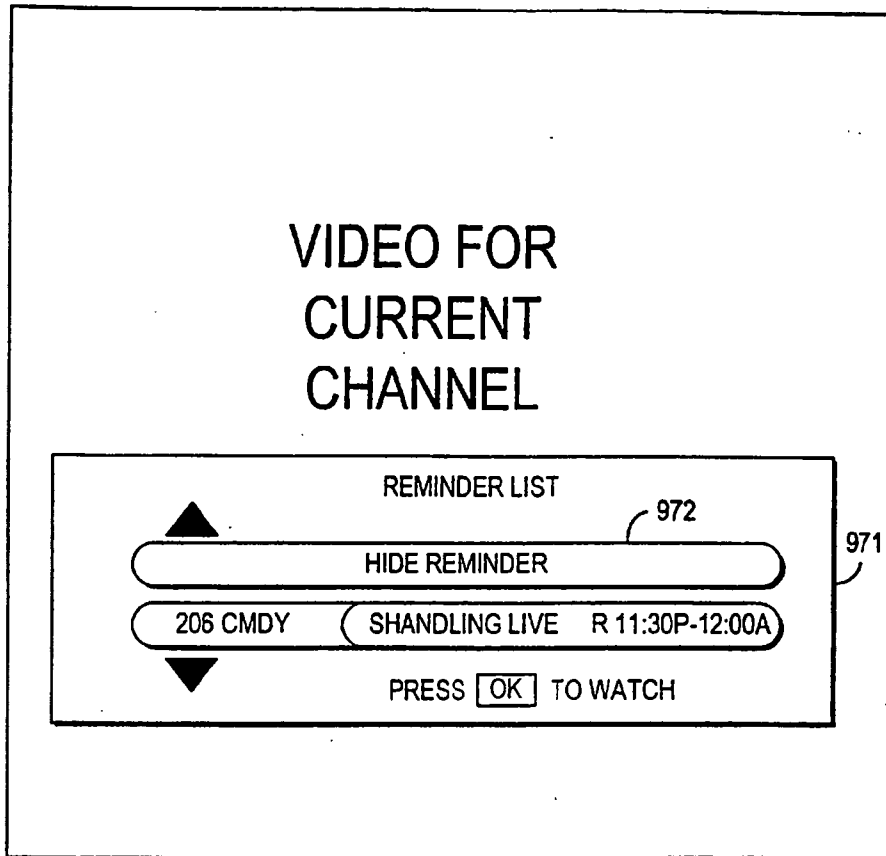 VIDEO FOR
CURRENT
CHANNEL
REMINDER LIST
972
HIDE REMINDER
971
206 CMDY SHANDLING LIVE R 11:30P-12:00A
PRESS OK TO WATCH